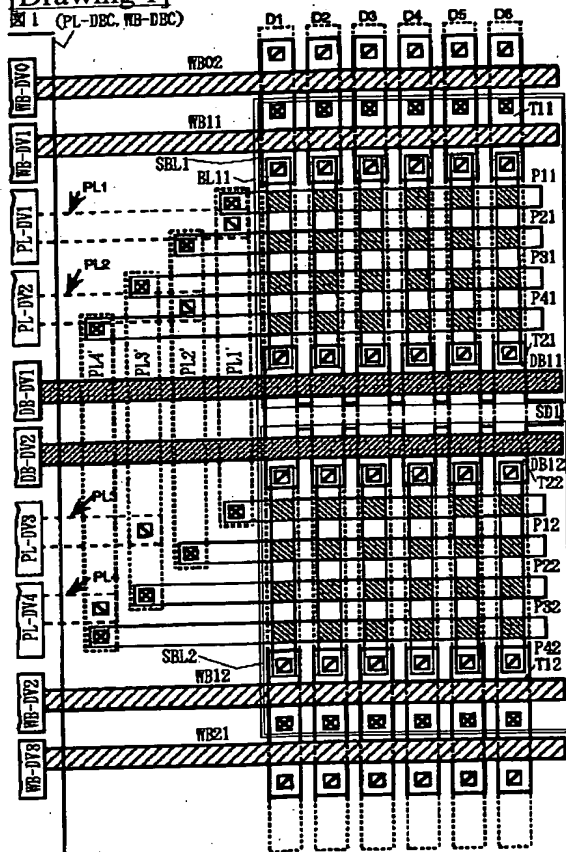 [Drawing 1]
図 1 (PL-DBC, WB-DBC)
D1 D2 D3 D4 D5 D6
WB-DV0
WB02
T11
WB-DV1
WB11
SBL1
BL11
P11
PL1
PL-DV1
P21
P31
PL2
PL-DV2
P41
PL4' PL3' PL2' PL1'
T21
DB11
DB-DV1
SD1
DB-DV2
DB12
T22
PL3
PL-DV3
P12
P22
PL4
PL-DV4
P32
P42
SBL2
T12
WB12
WB-DV2
WB21
WB-DV3